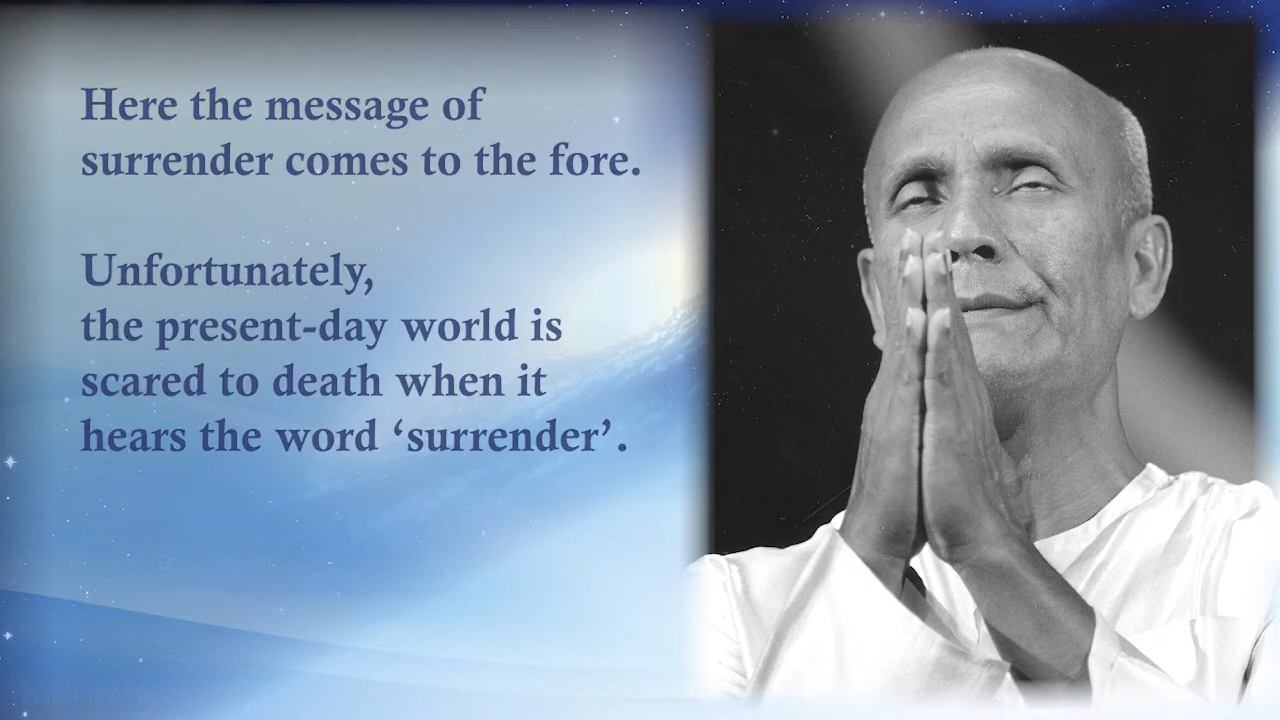 Here the message of
surrender comes to the fore.
Unfortunately,
the present-day world is
scared to death when it
hears the word ‘surrender’.